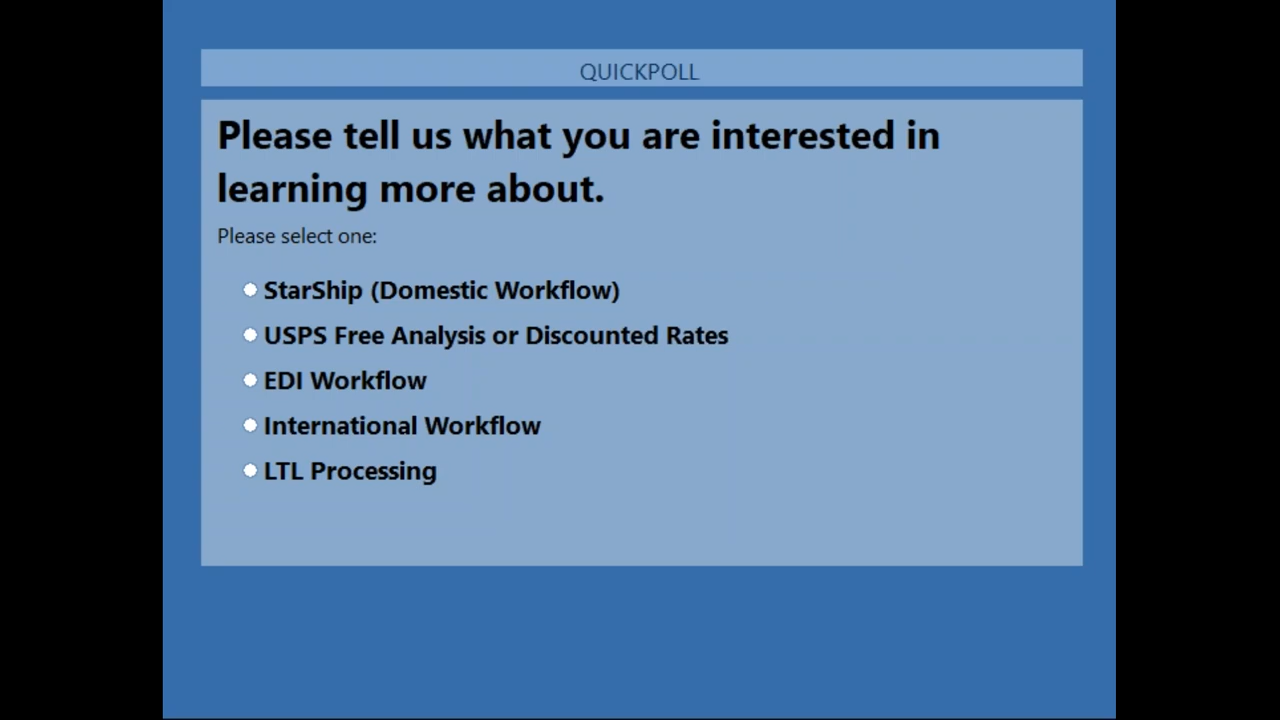 QUICKPOLL
Please tell us what you are interested in
learning more about.
Please select one:
StarShip (Domestic Workflow)
USPS Free Analysis or Discounted Rates
EDI Workflow
International Workflow
LTL Processing